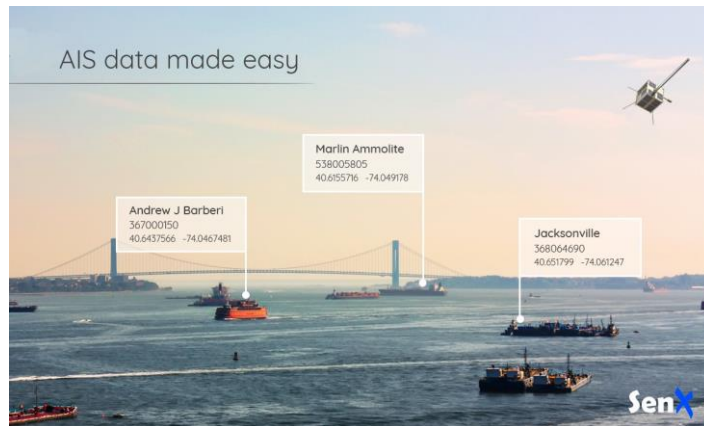 AIS data made easy
Marlin Ammolite
538005805
40.6155716 -74.049178
Andrew J Barberi
367000150
40.6437566 -74.0467481
Jacksonville
368064690
40.651799 -74.061247
SenX